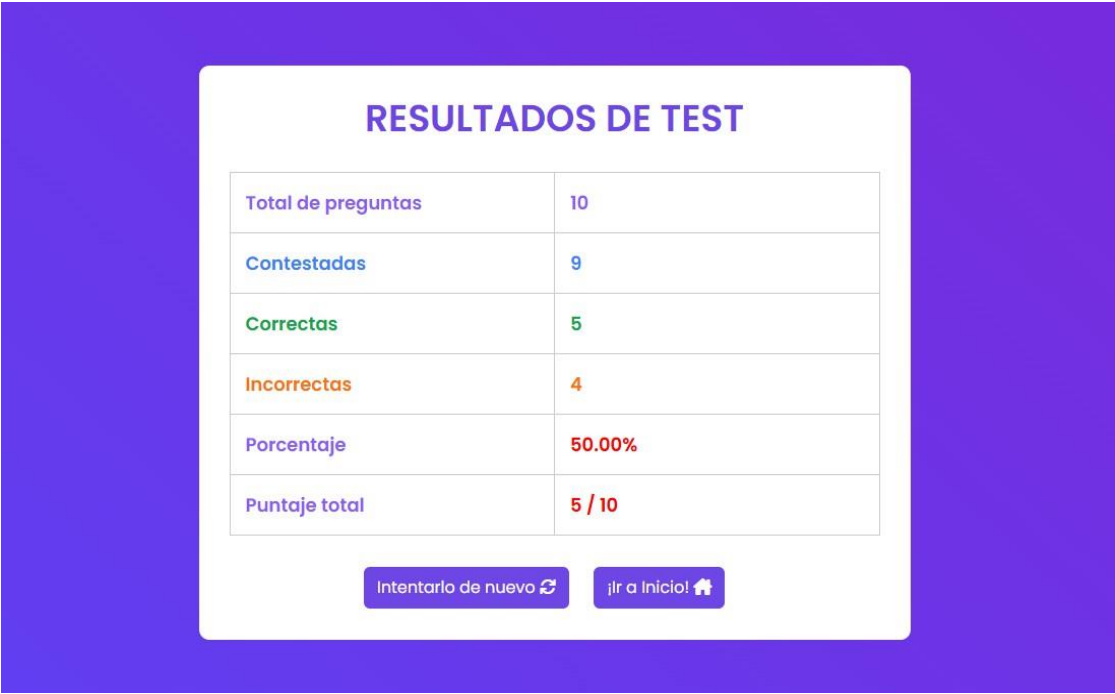 RESULTADOS DE TEST
Total de preguntas 10
Contestadas 9
Correctas 5
Incorrectas 4
Porcentaje 50.00%
Puntaje total 5 / 10
Intentarlo de nuevo ¡Ir a Inicio!